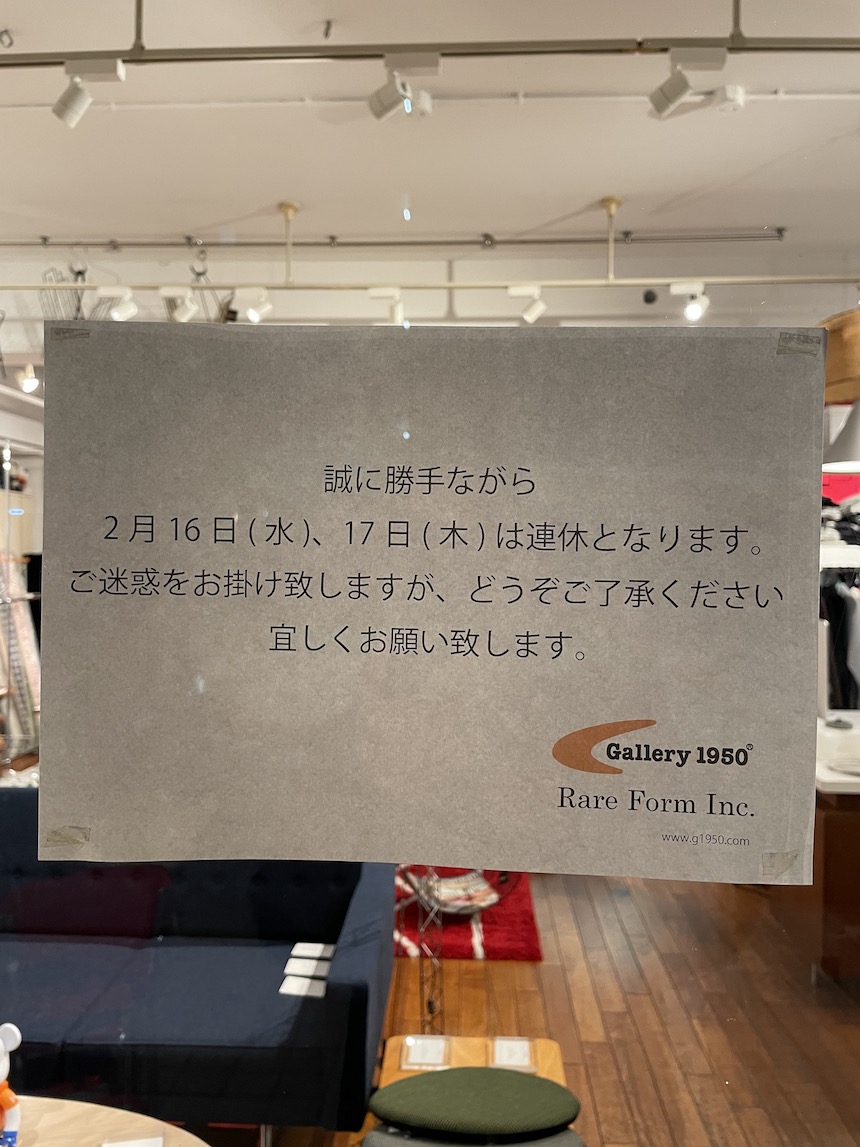 誠に勝手ながら
2月16日(水)、17日(木)は連休となります。
ご迷惑をお掛け致しますが、どうぞご了承ください
宜しくお願い致します。
Gallery 1950®
Rare Form Inc.
www.g1950.com